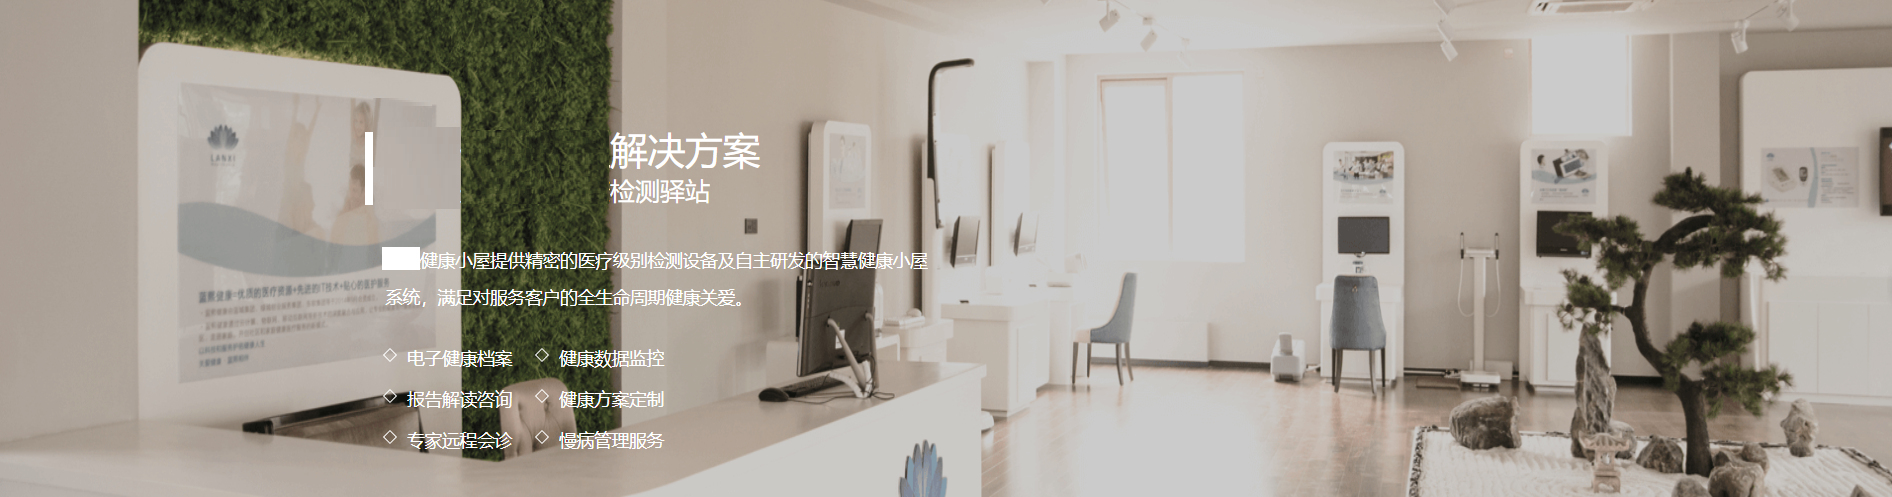 LANXI
解决方案
检测驿站
健康小屋提供精密的医疗级别检测设备及自主研发的智慧健康小屋
系统，满足对服务客户的全生命周期健康关爱。
◇ 电子健康档案 ◇ 健康数据监控
◇ 报告解读咨询 ◇ 健康方案定制
◇ 专家远程会诊 ◇ 慢病管理服务